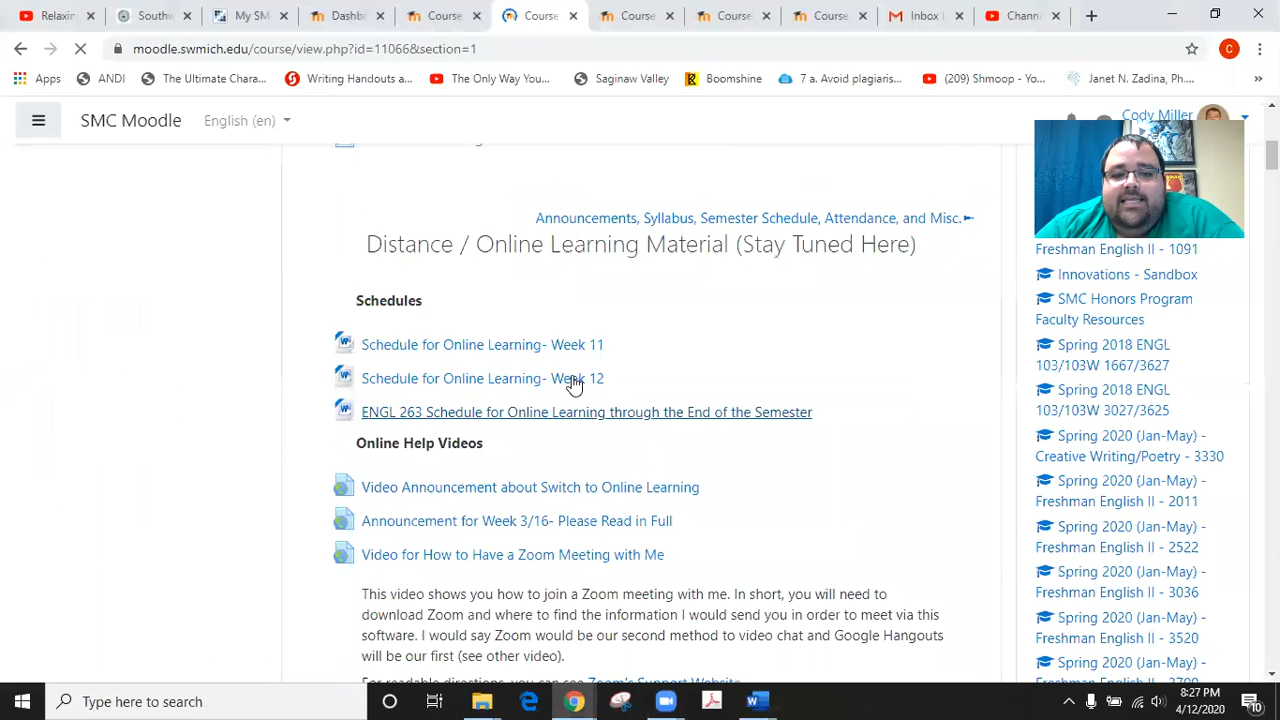 Relaxin
South
My SM
Dashb
Course
Course
Course
Course
Course
Inbox (
Chann
moodle.swmich.edu/course/view.php?id=11066&section=1
C
Apps
ANDI
The Ultimate Chara...
Writing Handouts a...
The Only Way You...
Saginaw Valley
Boomshine
7 a. Avoid plagiaris...
(209) Shmoop - Yo...
Janet N. Zadina, Ph....
SMC Moodle
English (en)
Cody Miller
Announcements, Syllabus, Semester Schedule, Attendance, and Misc.
Distance / Online Learning Material (Stay Tuned Here)
Schedules
Schedule for Online Learning- Week 11
Schedule for Online Learning- Week 12
ENGL 263 Schedule for Online Learning through the End of the Semester
Online Help Videos
Video Announcement about Switch to Online Learning
Announcement for Week 3/16- Please Read in Full
Video for How to Have a Zoom Meeting with Me
This video shows you how to join a Zoom meeting with me. In short, you will need to
download Zoom and where to find the information I would send you in order to meet via this
software. I would say Zoom would be our second method to video chat and Google Hangouts
will be our first (see other video).
For readable directions, you can see Zoom's Support Website
Freshman English II - 1091
Innovations - Sandbox
SMC Honors Program
Faculty Resources
Spring 2018 ENGL
103/103W 1667/3627
Spring 2018 ENGL
103/103W 3027/3625
Spring 2020 (Jan-May) -
Creative Writing/Poetry - 3330
Spring 2020 (Jan-May) -
Freshman English II - 2011
Spring 2020 (Jan-May) -
Freshman English II - 2522
Spring 2020 (Jan-May) -
Freshman English II - 3036
Spring 2020 (Jan-May) -
Freshman English II - 3520
Spring 2020 (Jan-May) -
Type here to search
8:27 PM
4/12/2020
10